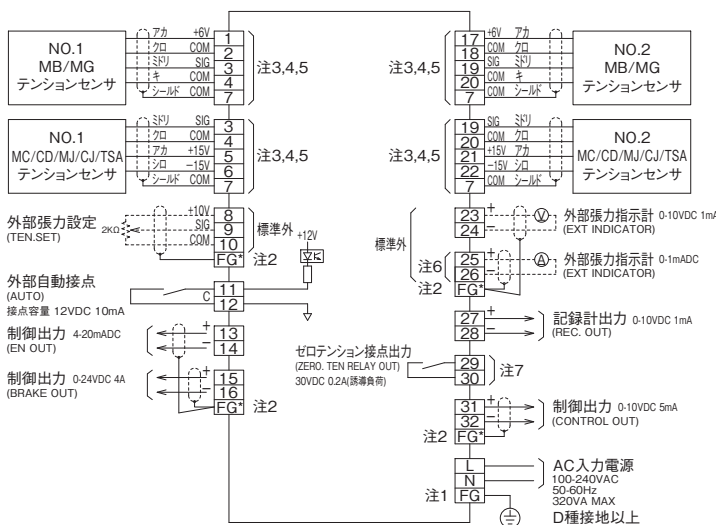 NO.1
MB/MG
テンションセンサ
アカ +6V 1
クロ COM 2
ミドリ SIG 3
キ COM 4
シールド COM 7
注3,4,5
NO.1
MC/CD/MJ/CJ/TSA
テンションセンサ
ミドリ SIG 3
クロ COM 4
アカ +15V 5
シロ −15V 6
シールド COM 7
注3,4,5
外部張力設定
(TEN.SET)
2KΩ
+10V 8
SIG 9
COM 10
FG* 注2
標準外
+12V
外部自動接点
(AUTO)
接点容量 12VDC 10mA
11
C 12
制御出力 4-20mADC
(EN OUT)
+ 13
− 14
制御出力 0-24VDC 4A
(BRAKE OUT)
+ 15
− 16
FG* 注2
注3,4,5
17 +6V アカ
18 COM クロ
19 SIG ミドリ
20 COM キ
7 COM シールド
NO.2
MB/MG
テンションセンサ
注3,4,5
19 SIG ミドリ
20 COM クロ
21 +15V アカ
22 −15V シロ
7 COM シールド
NO.2
MC/CD/MJ/CJ/TSA
テンションセンサ
標準外
23 +
24 −
V
外部張力指示計 0-10VDC 1mA
(EXT INDICATOR)
注6
25 +
26 −
A
外部張力指示計 0-1mADC
(EXT INDICATOR)
注2 FG*
27 +
28 −
記録計出力 0-10VDC 1mA
(REC. OUT)
ゼロテンション接点出力
(ZERO. TEN RELAY OUT)
30VDC 0.2A(誘導負荷)
29
30
注7
31 +
32 −
制御出力 0-10VDC 5mA
(CONTROL OUT)
注2 FG*
L
N
注1 FG
AC入力電源
100-240VAC
50-60Hz
320VA MAX
D種接地以上